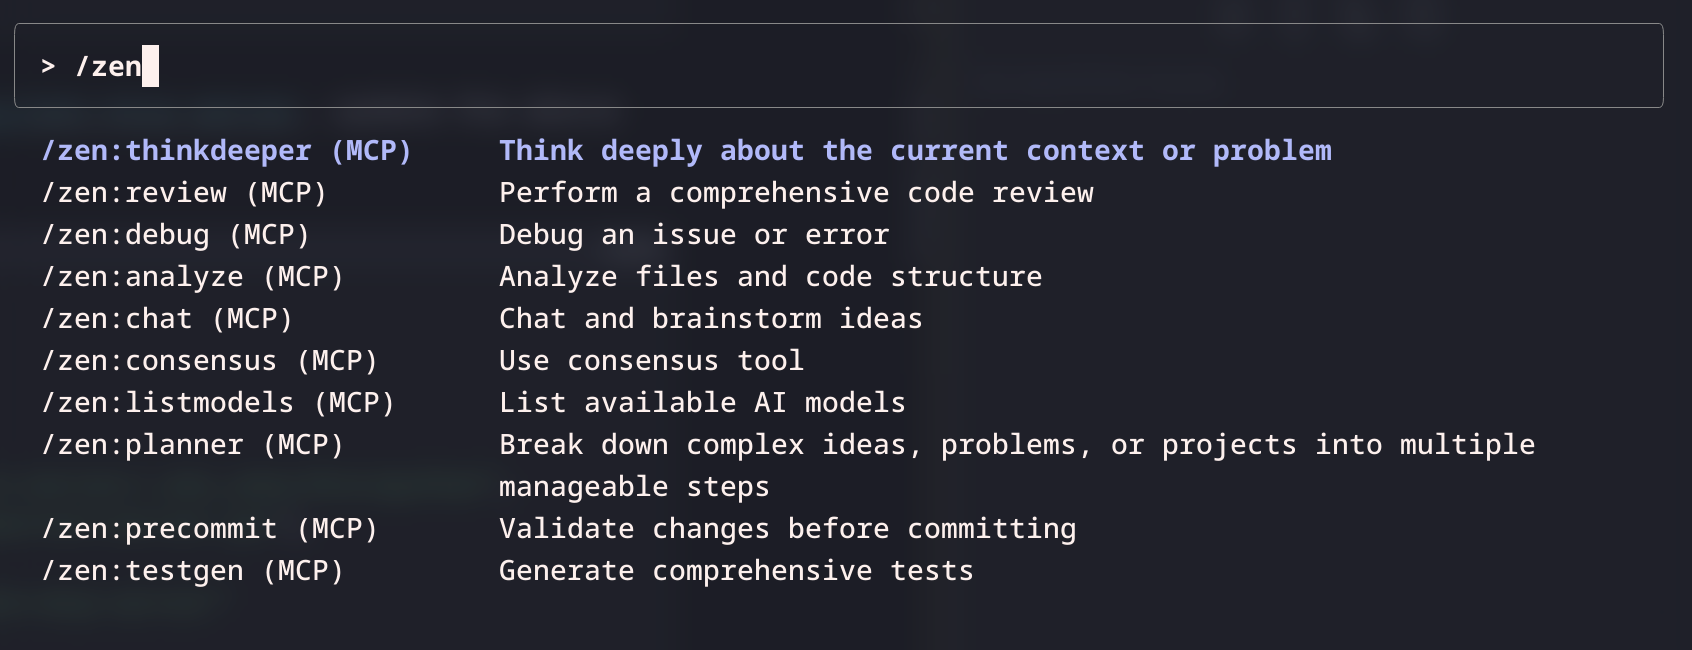 > /zen
/zen:thinkdeeper (MCP) Think deeply about the current context or problem
/zen:review (MCP) Perform a comprehensive code review
/zen:debug (MCP) Debug an issue or error
/zen:analyze (MCP) Analyze files and code structure
/zen:chat (MCP) Chat and brainstorm ideas
/zen:consensus (MCP) Use consensus tool
/zen:listmodels (MCP) List available AI models
/zen:planner (MCP) Break down complex ideas, problems, or projects into multiple
manageable steps
/zen:precommit (MCP) Validate changes before committing
/zen:testgen (MCP) Generate comprehensive tests